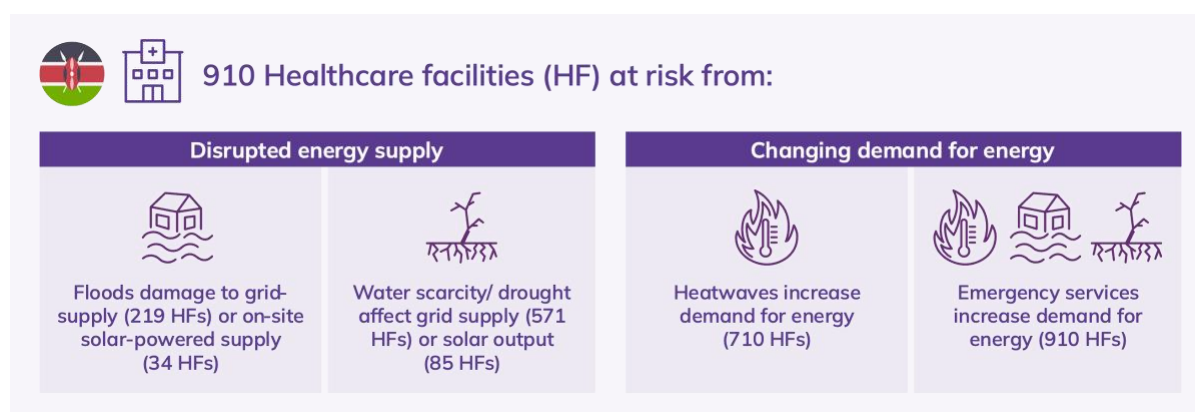 910 Healthcare facilities (HF) at risk from:
Disrupted energy supply
Floods damage to grid-
supply (219 HFs) or on-site
solar-powered supply
(34 HFs)
Water scarcity/ drought
affect grid supply (571
HFs) or solar output
(85 HFs)
Changing demand for energy
Heatwaves increase
demand for energy
(710 HFs)
Emergency services
increase demand for
energy (910 HFs)